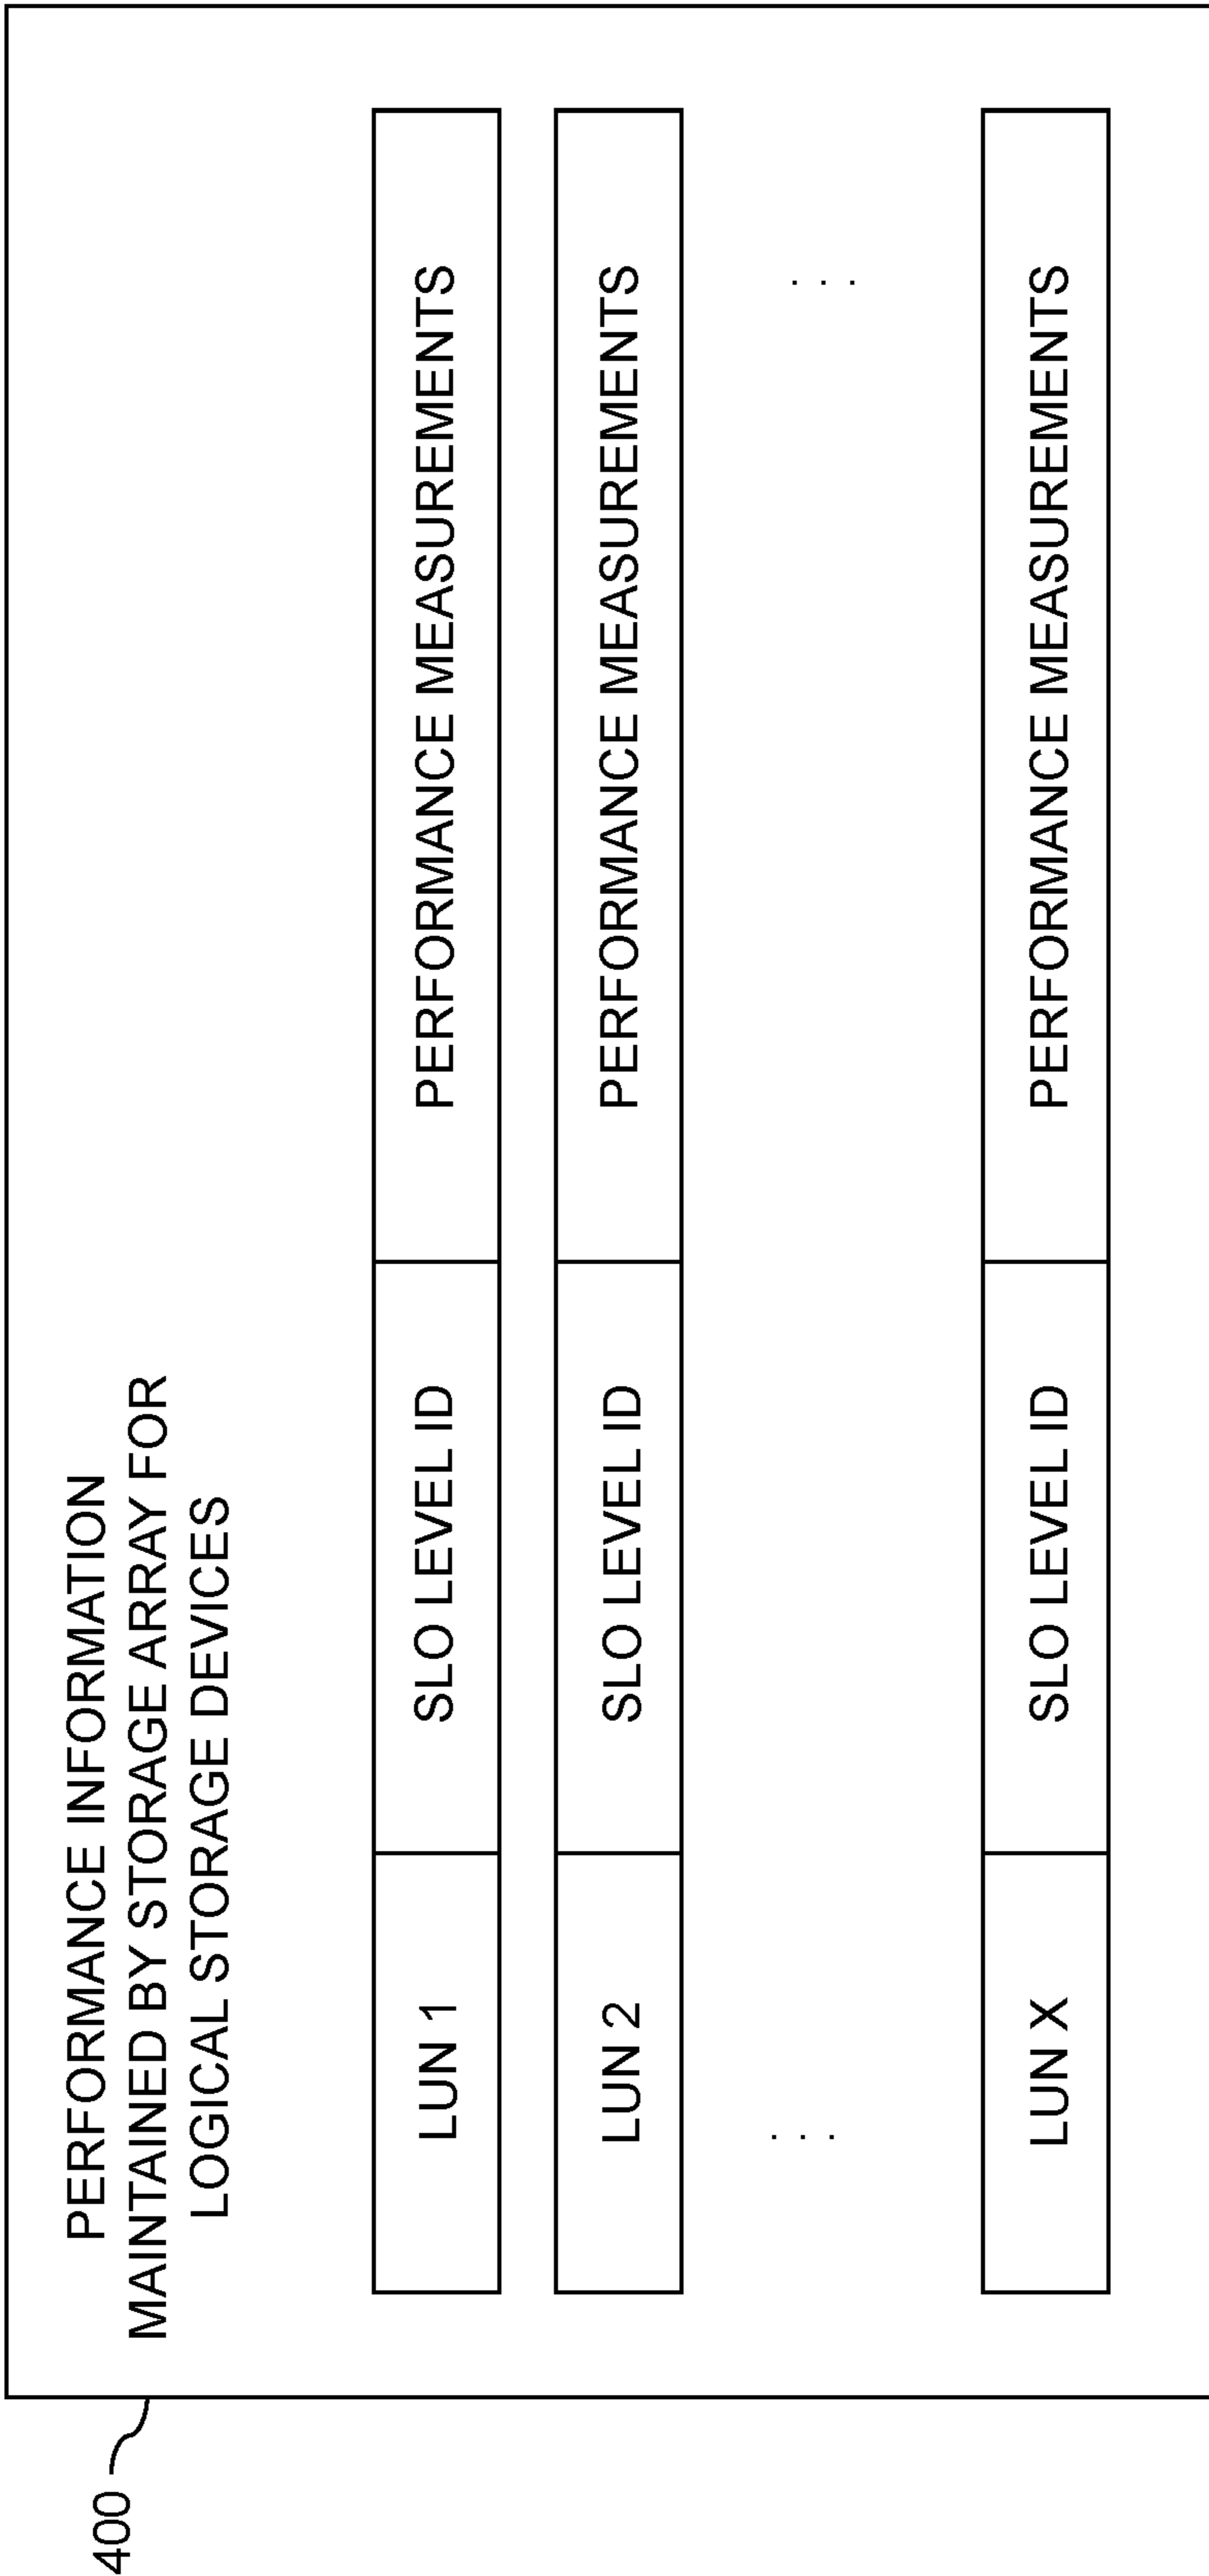 400
PERFORMANCE INFORMATION
MAINTAINED BY STORAGE ARRAY FOR
LOGICAL STORAGE DEVICES
LUN 1 SLO LEVEL ID PERFORMANCE MEASUREMENTS
LUN 2 SLO LEVEL ID PERFORMANCE MEASUREMENTS
. . . . . .
LUN X SLO LEVEL ID PERFORMANCE MEASUREMENTS